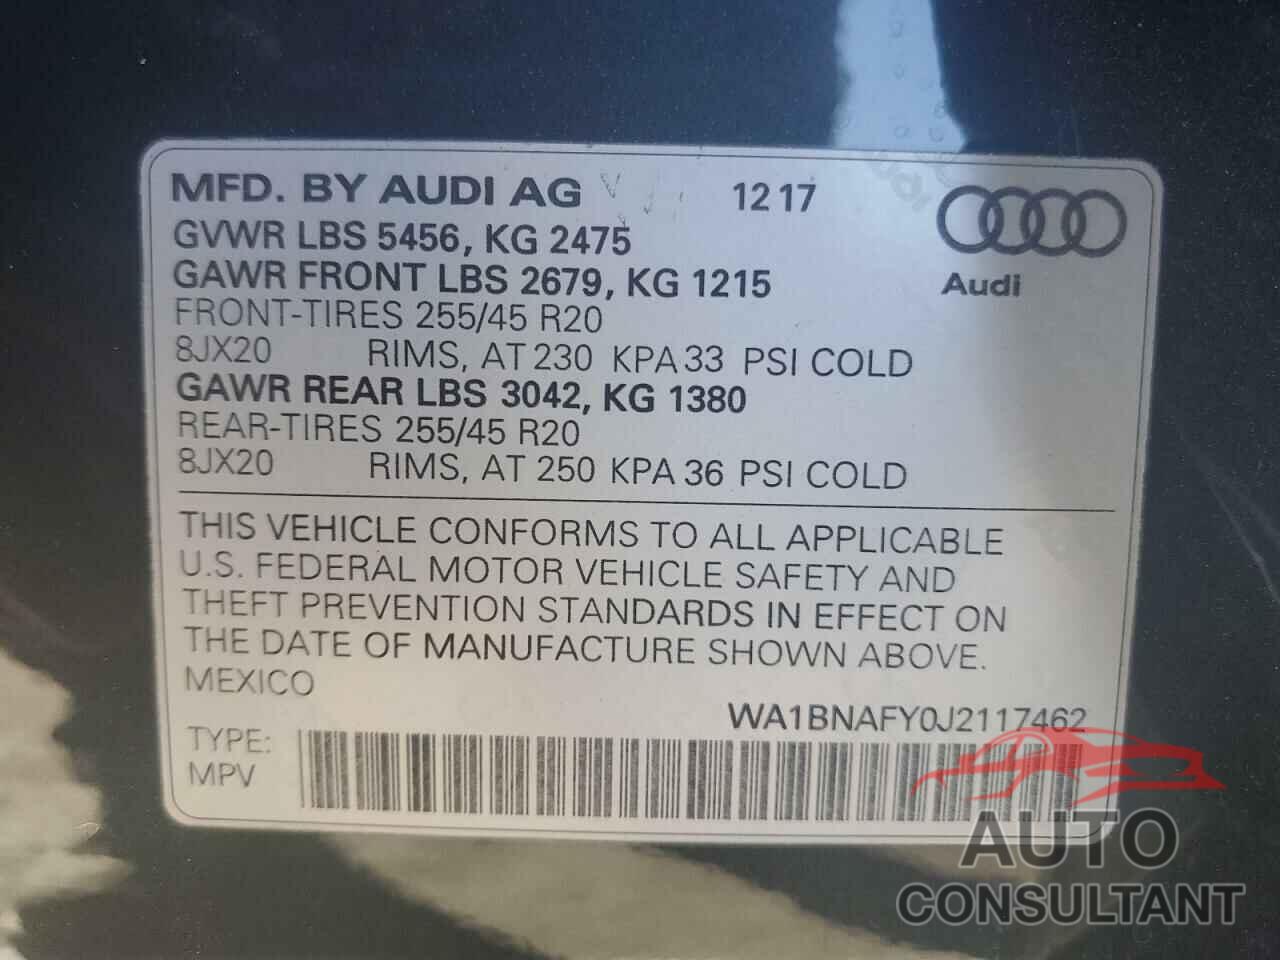 MFD. BY AUDI AG 12 17
GVWR LBS 5456, KG 2475
GAWR FRONT LBS 2679, KG 1215
Audi
FRONT-TIRES 255/45 R20
8JX20 RIMS, AT 230 KPA 33 PSI COLD
GAWR REAR LBS 3042, KG 1380
REAR-TIRES 255/45 R20
8JX20 RIMS, AT 250 KPA 36 PSI COLD
THIS VEHICLE CONFORMS TO ALL APPLICABLE
U.S. FEDERAL MOTOR VEHICLE SAFETY AND
THEFT PREVENTION STANDARDS IN EFFECT ON
THE DATE OF MANUFACTURE SHOWN ABOVE.
MEXICO
WA1BNAFY0J2117462
TYPE:
MPV
AUTO
CONSULTANT